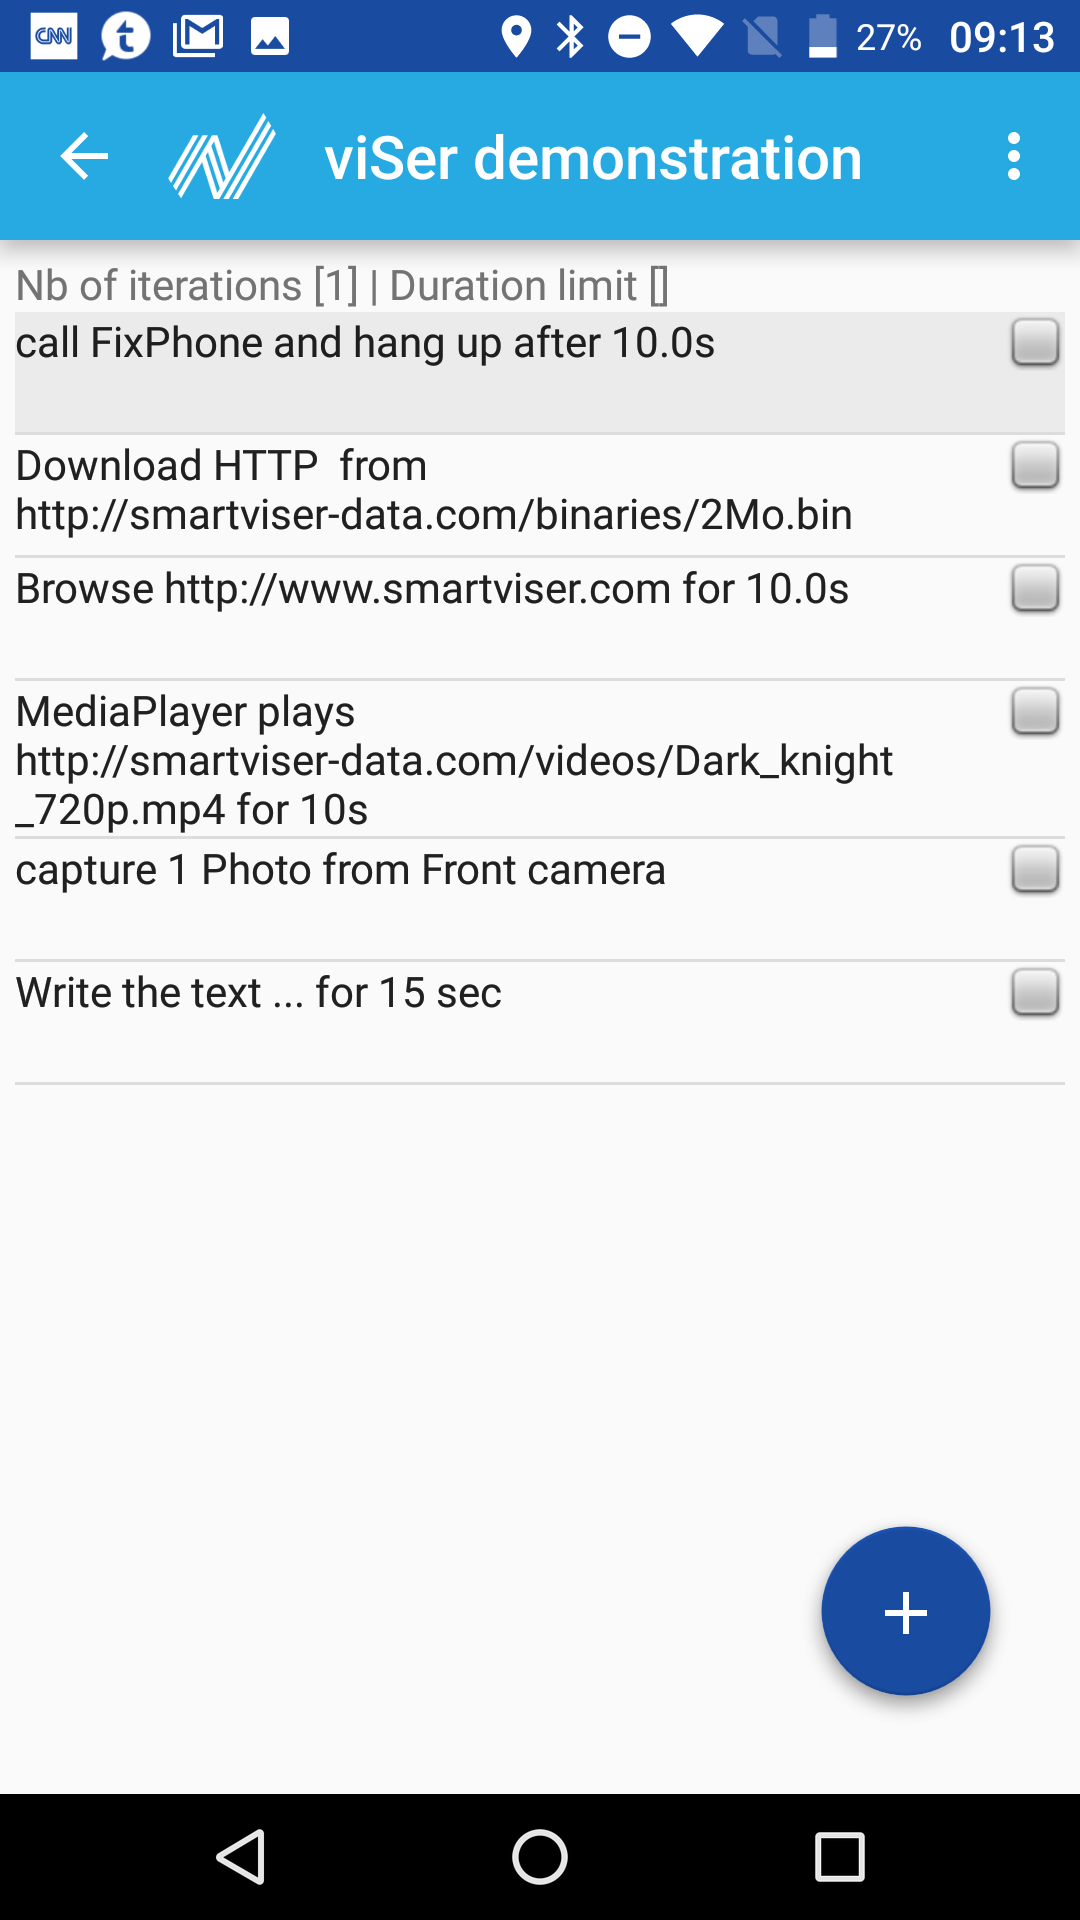 CNN
27% 09:13
viSer demonstration
Nb of iterations [1] | Duration limit []
call FixPhone and hang up after 10.0s
Download HTTP  from
http://smartviser-data.com/binaries/2Mo.bin
Browse http://www.smartviser.com for 10.0s
MediaPlayer plays
http://smartviser-data.com/videos/Dark_knight
_720p.mp4 for 10s
capture 1 Photo from Front camera
Write the text ... for 15 sec